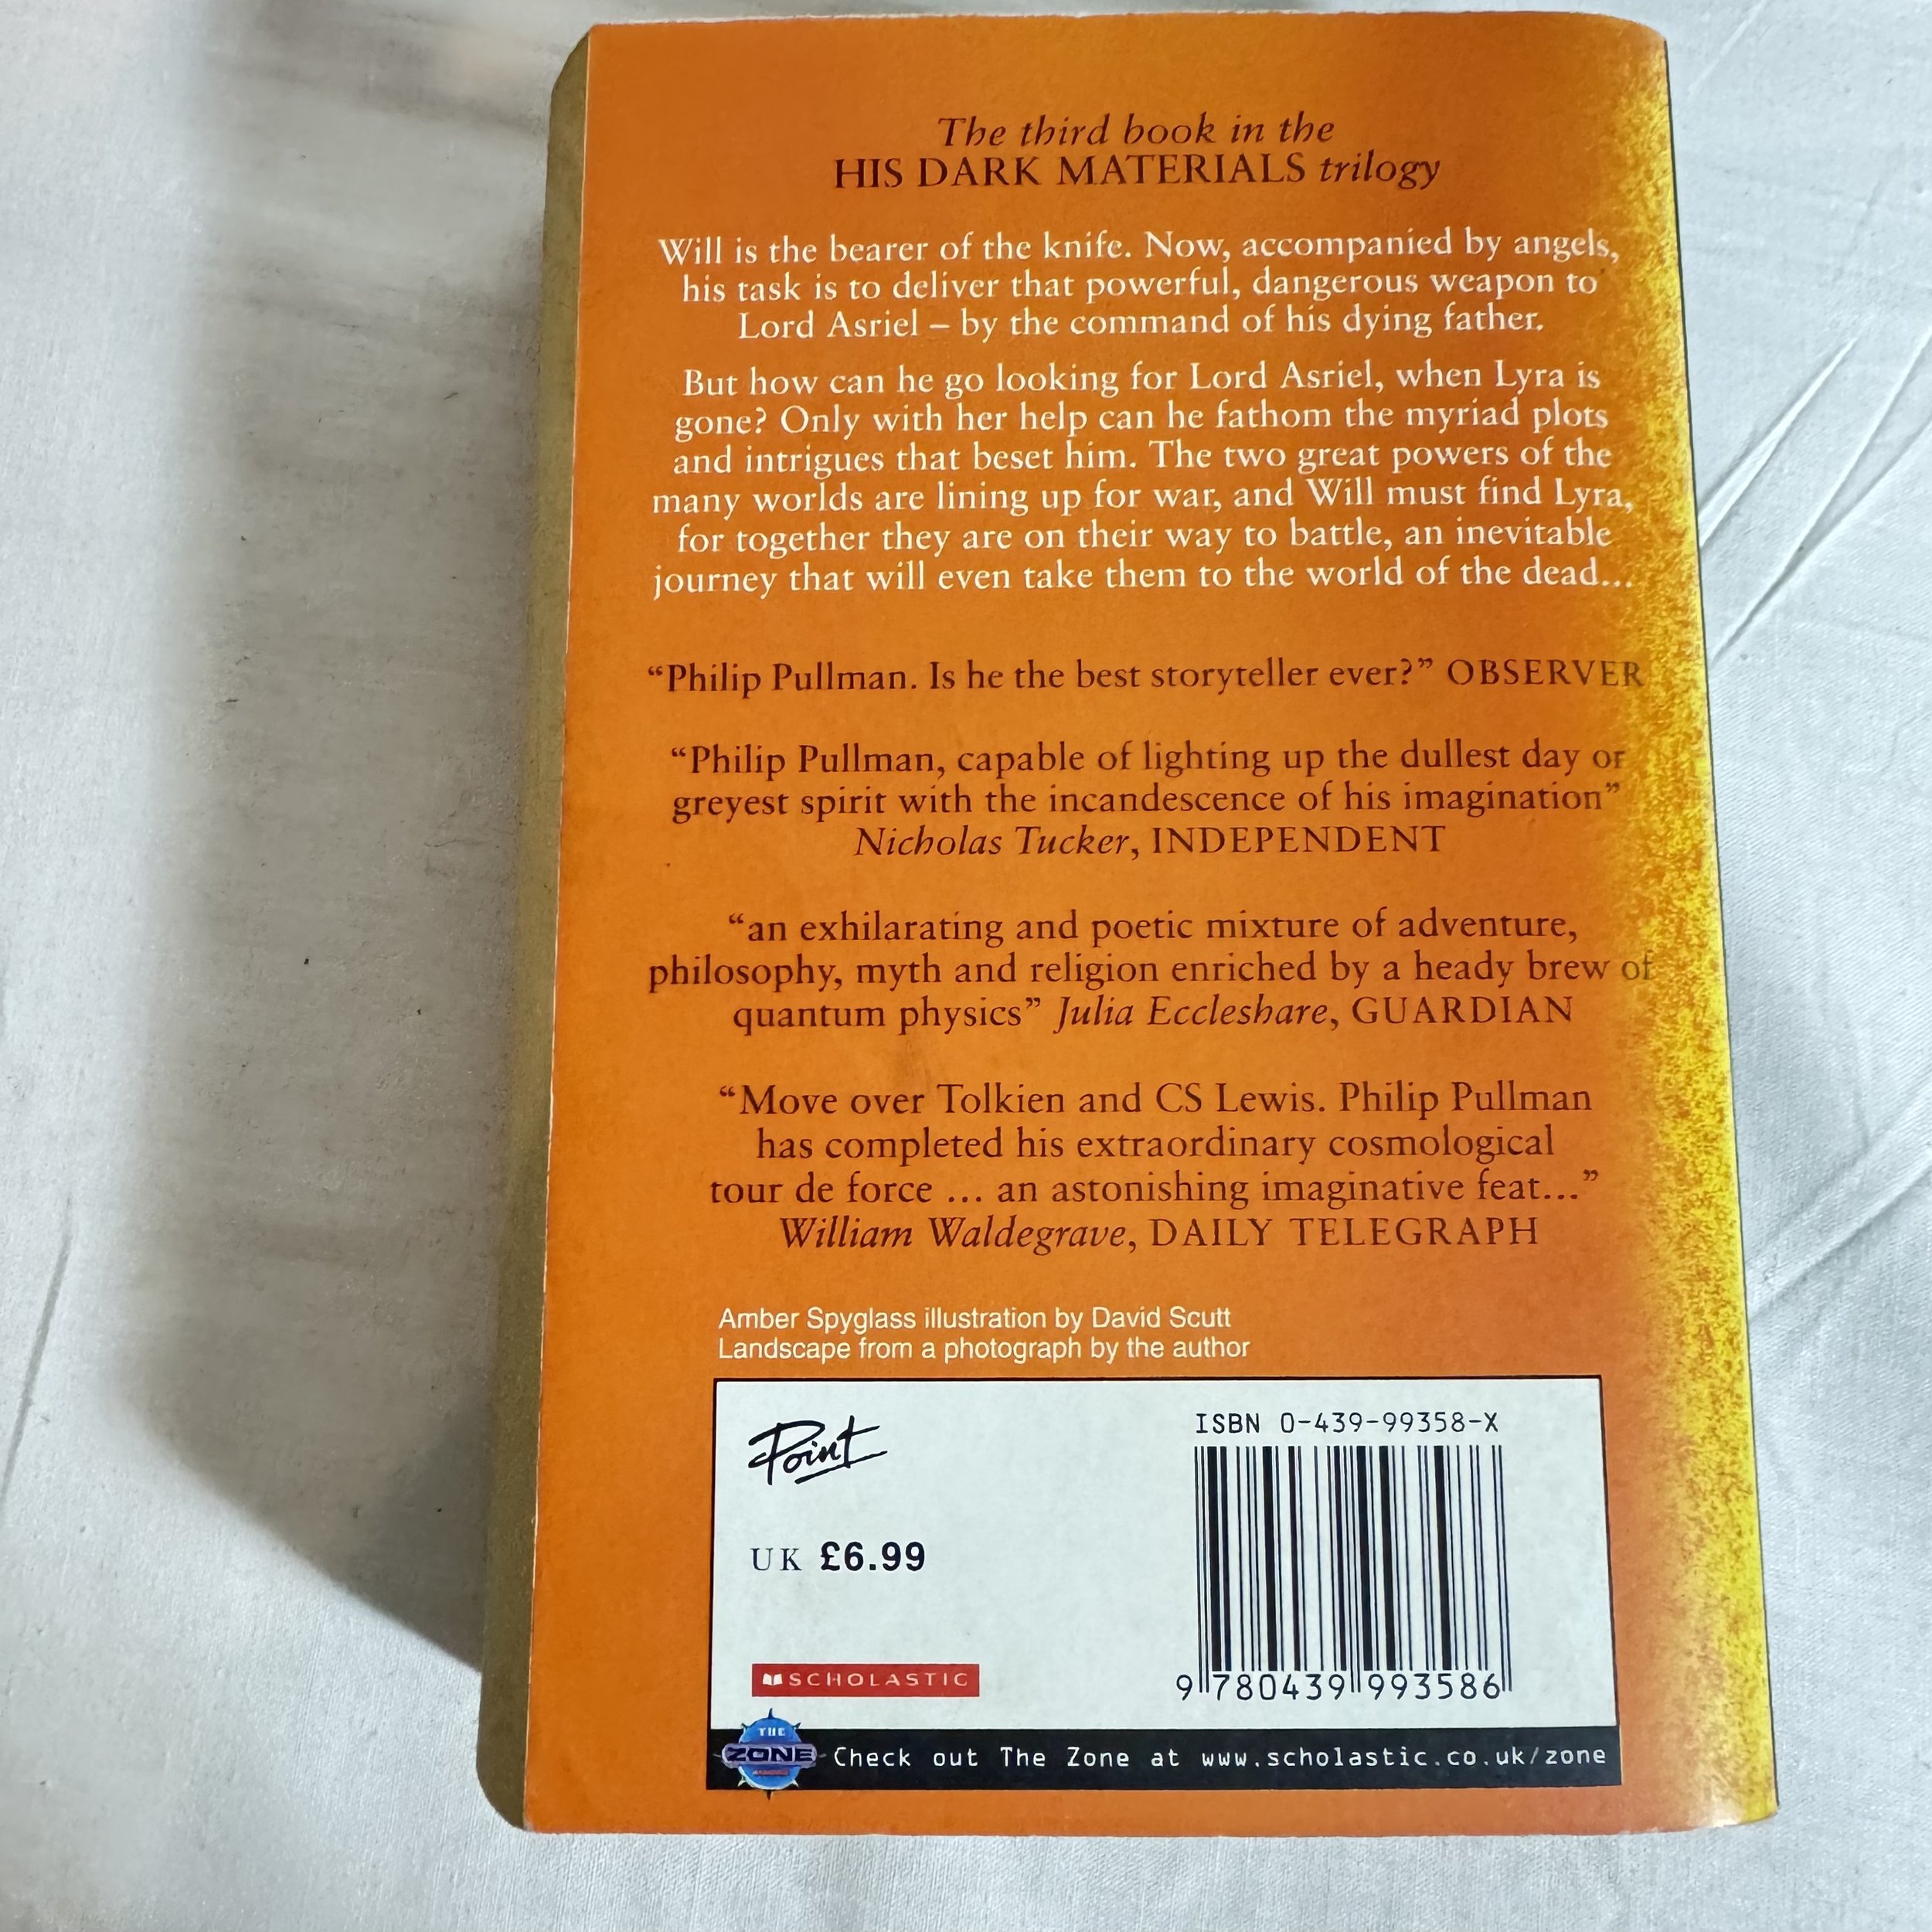 The third book in the
HIS DARK MATERIALS trilogy
Will is the bearer of the knife. Now, accompanied by angels,
his task is to deliver that powerful, dangerous weapon to
Lord Asriel – by the command of his dying father.
But how can he go looking for Lord Asriel, when Lyra is
gone? Only with her help can he fathom the myriad plots
and intrigues that beset him. The two great powers of the
many worlds are lining up for war, and Will must find Lyra,
for together they are on their way to battle, an inevitable
journey that will even take them to the world of the dead...
“Philip Pullman. Is he the best storyteller ever?” OBSERVER
“Philip Pullman, capable of lighting up the dullest day or
greyest spirit with the incandescence of his imagination”
Nicholas Tucker, INDEPENDENT
“an exhilarating and poetic mixture of adventure,
philosophy, myth and religion enriched by a heady brew of
quantum physics” Julia Eccleshare, GUARDIAN
“Move over Tolkien and CS Lewis. Philip Pullman
has completed his extraordinary cosmological
tour de force ... an astonishing imaginative feat...”
William Waldegrave, DAILY TELEGRAPH
Amber Spyglass illustration by David Scutt
Landscape from a photograph by the author
Point
ISBN 0-439-99358-X
UK £6.99
9 780439 993586
SCHOLASTIC
THE
ZONE
Check out The Zone at www.scholastic.co.uk/zone